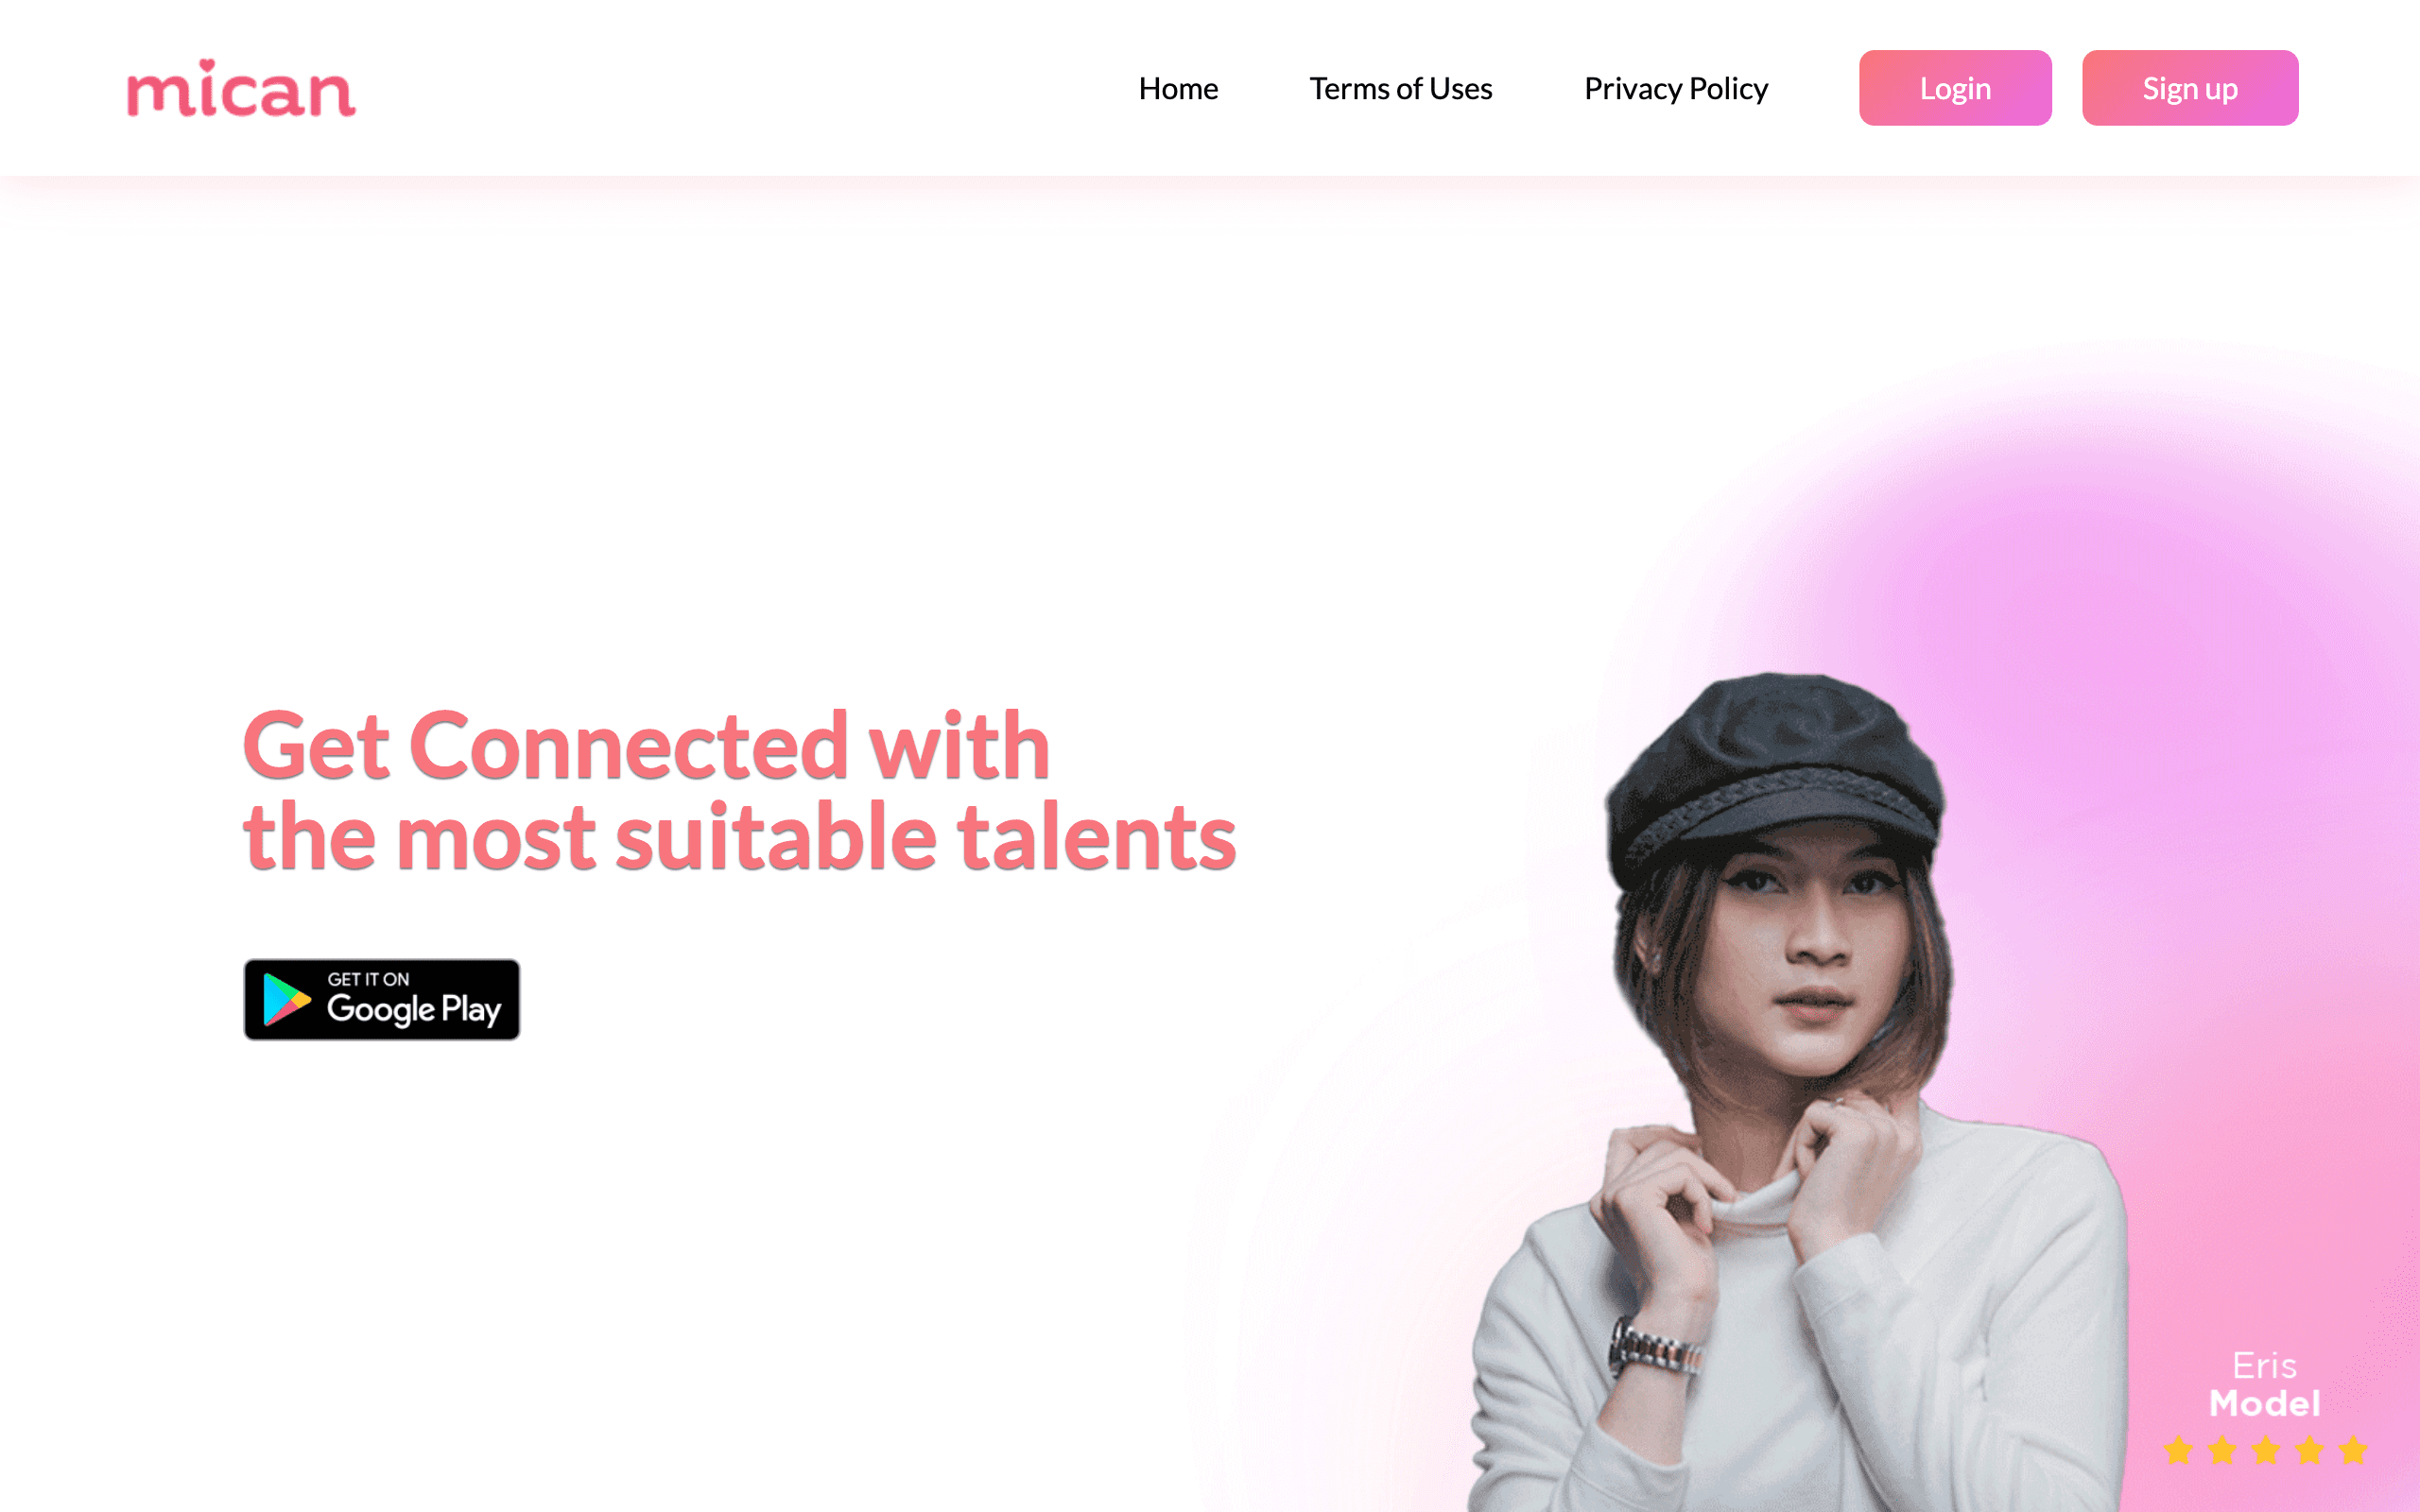 mican
Home
Terms of Uses
Privacy Policy
Login
Sign up
Get Connected with
the most suitable talents
GET IT ON
Google Play
Eris
Model